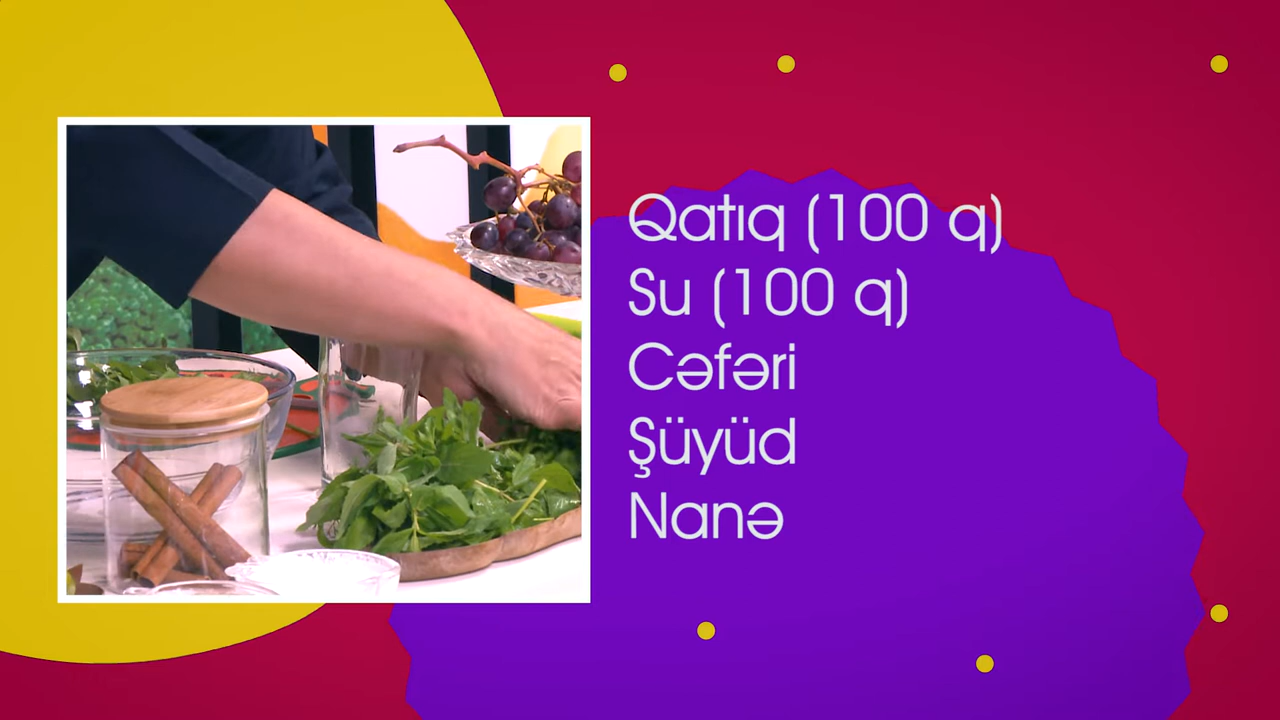 Qatıq (100 q)
Su (100 q)
Cəfəri
Şüyüd
Nanə